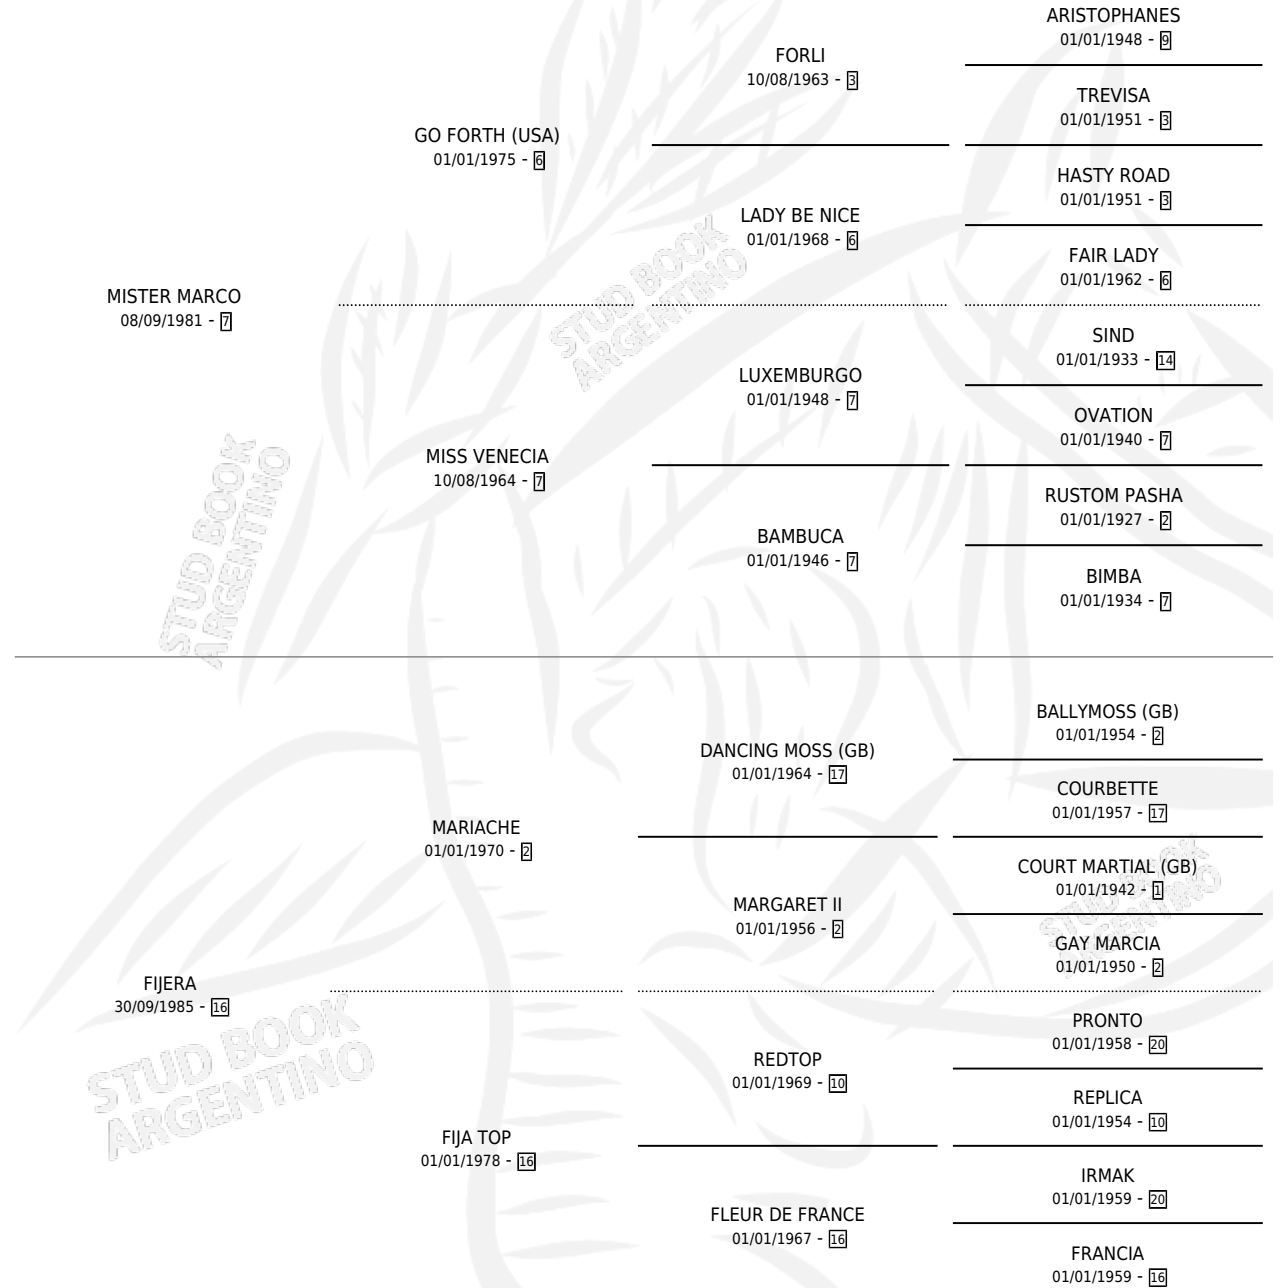 ARISTOPHANES
01/01/1948 - 9
FORLI
10/08/1963 - 3
TREVISA
01/01/1951 - 3
GO FORTH (USA)
01/01/1975 - 6
HASTY ROAD
01/01/1951 - 3
LADY BE NICE
01/01/1968 - 6
FAIR LADY
01/01/1962 - 6
MISTER MARCO
08/09/1981 - 7
STUD BOOK
ARGENTINO
SIND
01/01/1933 - 14
LUXEMBURGO
01/01/1948 - 7
OVATION
01/01/1940 - 7
MISS VENECIA
10/08/1964 - 7
RUSTOM PASHA
01/01/1927 - 2
BAMBUCA
01/01/1946 - 7
BIMBA
01/01/1934 - 7
STUD BOOK
ARGENTINO
BALLYMOSS (GB)
01/01/1954 - 2
DANCING MOSS (GB)
01/01/1964 - 17
COURBETTE
01/01/1957 - 17
MARIACHE
01/01/1970 - 2
COURT MARTIAL (GB)
01/01/1942 - 1
MARGARET II
01/01/1956 - 2
GAY MARCIA
01/01/1950 - 2
STUD BOOK
ARGENTINO
FIJERA
30/09/1985 - 16
PRONTO
01/01/1958 - 20
REDTOP
01/01/1969 - 10
REPLICA
01/01/1954 - 10
STUD BOOK
ARGENTINO
FIJA TOP
01/01/1978 - 16
IRMAK
01/01/1959 - 20
FLEUR DE FRANCE
01/01/1967 - 16
FRANCIA
01/01/1959 - 16